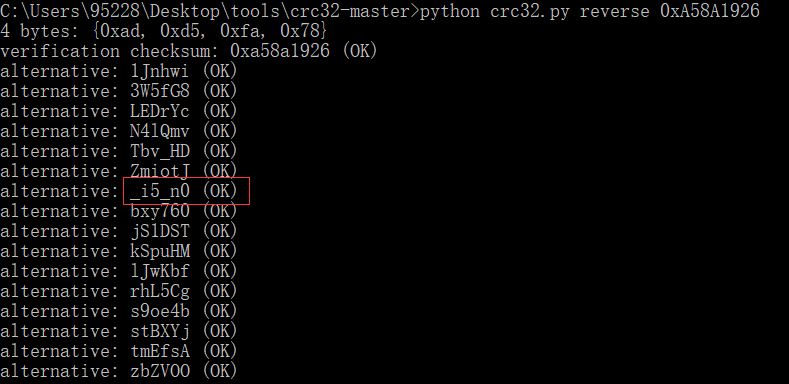 C:\Users\95228\Desktop\tools\crc32-master>python crc32.py reverse 0xA58A1926
4 bytes: {0xad, 0xd5, 0xfa, 0x78}
verification checksum: 0xa58a1926 (OK)
alternative: 1Jnhwi (OK)
alternative: 3W5fG8 (OK)
alternative: LEDrYc (OK)
alternative: N4lQmv (OK)
alternative: Tbv_HD (OK)
alternative: ZmiotJ (OK)
alternative: _i5_n0 (OK)
alternative: bxy760 (OK)
alternative: jS1DST (OK)
alternative: kSpuHM (OK)
alternative: lJwKbf (OK)
alternative: rhL5Cg (OK)
alternative: s9oe4b (OK)
alternative: stBXYj (OK)
alternative: tmEfsA (OK)
alternative: zbZVOO (OK)